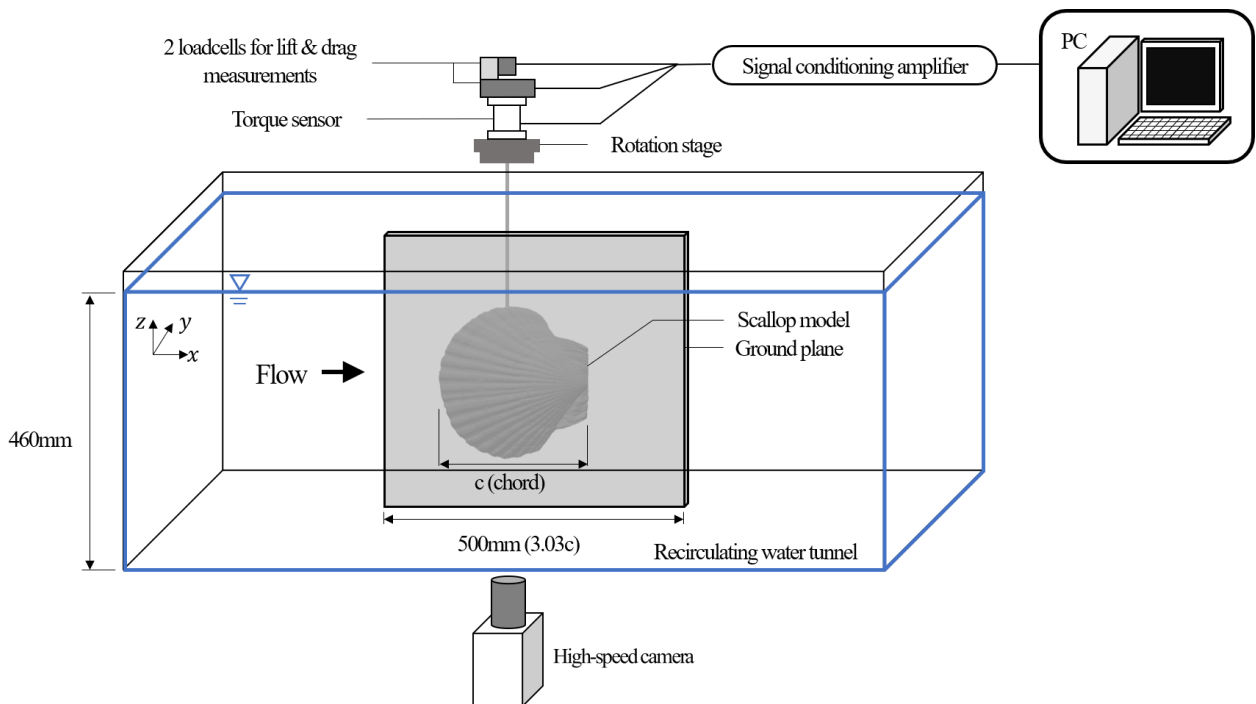 2 loadcells for lift & drag
measurements
Torque sensor
Rotation stage
Signal conditioning amplifier
PC
z
y
x
Flow
Scallop model
Ground plane
460mm
c (chord)
500mm (3.03c)
Recirculating water tunnel
High-speed camera